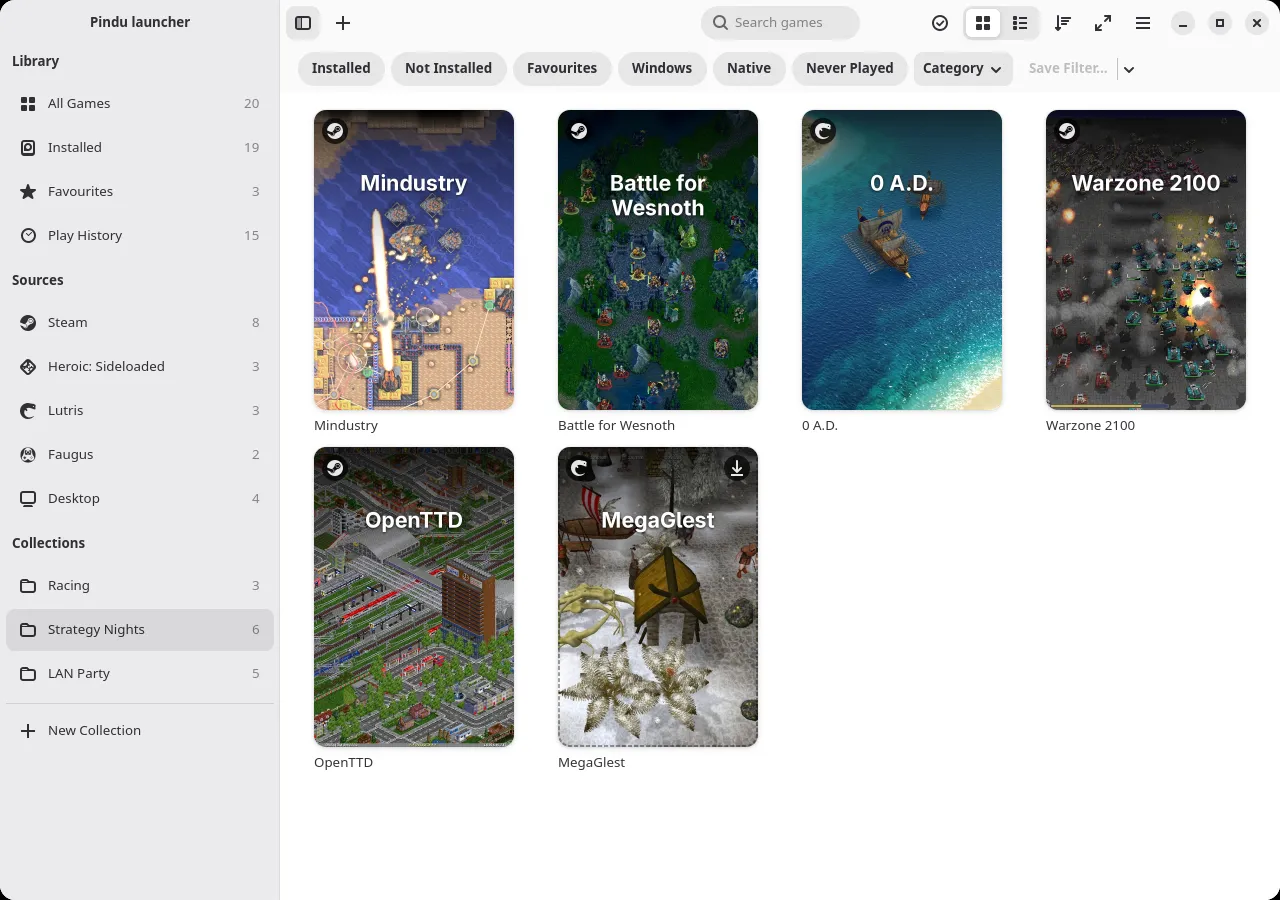 Pindu launcher
Search games
Library
All Games 20
Installed 19
Favourites 3
Play History 15
Sources
Steam 8
Heroic: Sideloaded 3
Lutris 3
Faugus 2
Desktop 4
Collections
Racing 3
Strategy Nights 6
LAN Party 5
New Collection
Installed Not Installed Favourites Windows Native Never Played Category Save Filter...
Mindustry
Battle for
Wesnoth
0 A.D.
Warzone 2100
Mindustry
Battle for Wesnoth
0 A.D.
Warzone 2100
OpenTTD
MegaGlest
OpenTTD
MegaGlest